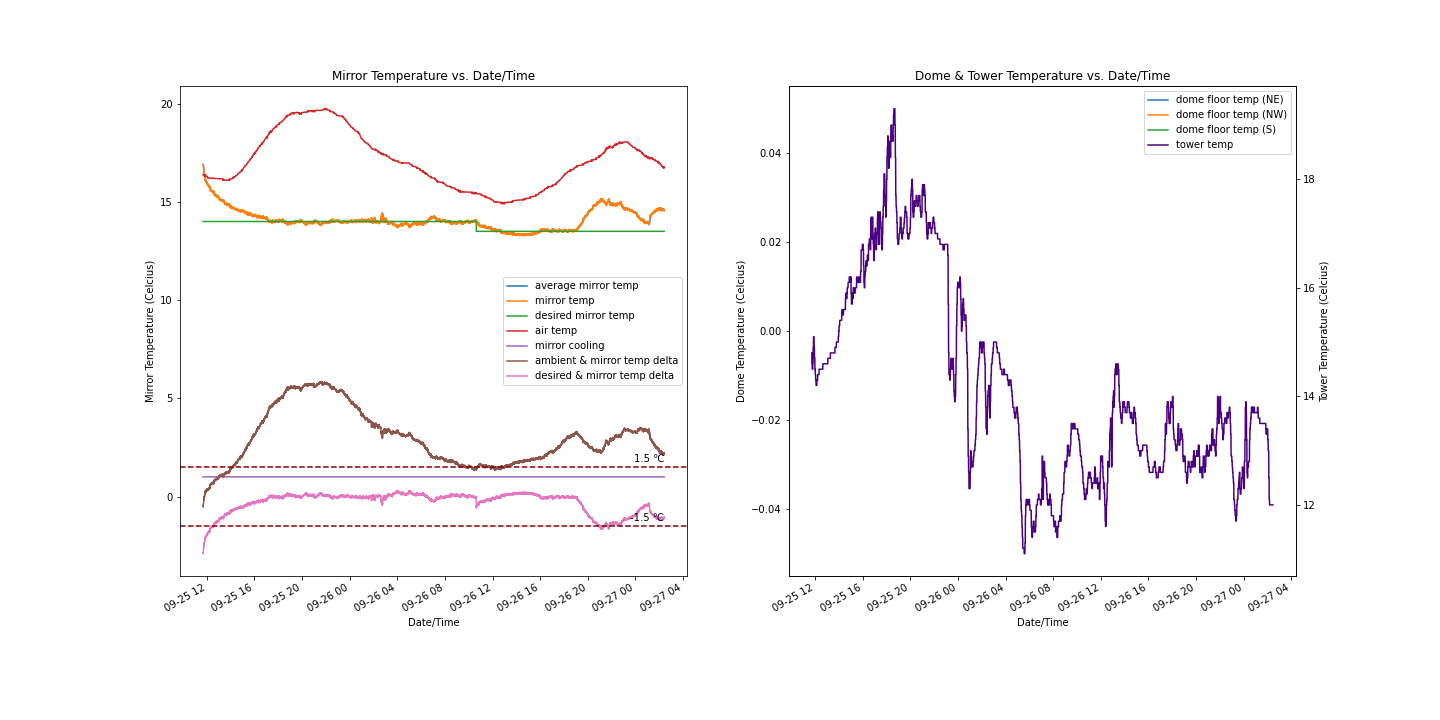 Mirror Temperature vs. Date/Time
Mirror Temperature (Celcius)
20
15
10
5
0
average mirror temp
mirror temp
desired mirror temp
air temp
mirror cooling
ambient & mirror temp delta
desired & mirror temp delta
1.5 °C
-1.5 °C
09-25 12
09-25 16
09-25 20
09-26 00
09-26 04
09-26 08
09-26 12
09-26 16
09-26 20
09-27 00
09-27 04
Date/Time
Dome & Tower Temperature vs. Date/Time
Dome Temperature (Celcius)
0.04
0.02
0.00
−0.02
−0.04
dome floor temp (NE)
dome floor temp (NW)
dome floor temp (S)
tower temp
18
16
14
12
Tower Temperature (Celcius)
09-25 12
09-25 16
09-25 20
09-26 00
09-26 04
09-26 08
09-26 12
09-26 16
09-26 20
09-27 00
09-27 04
Date/Time